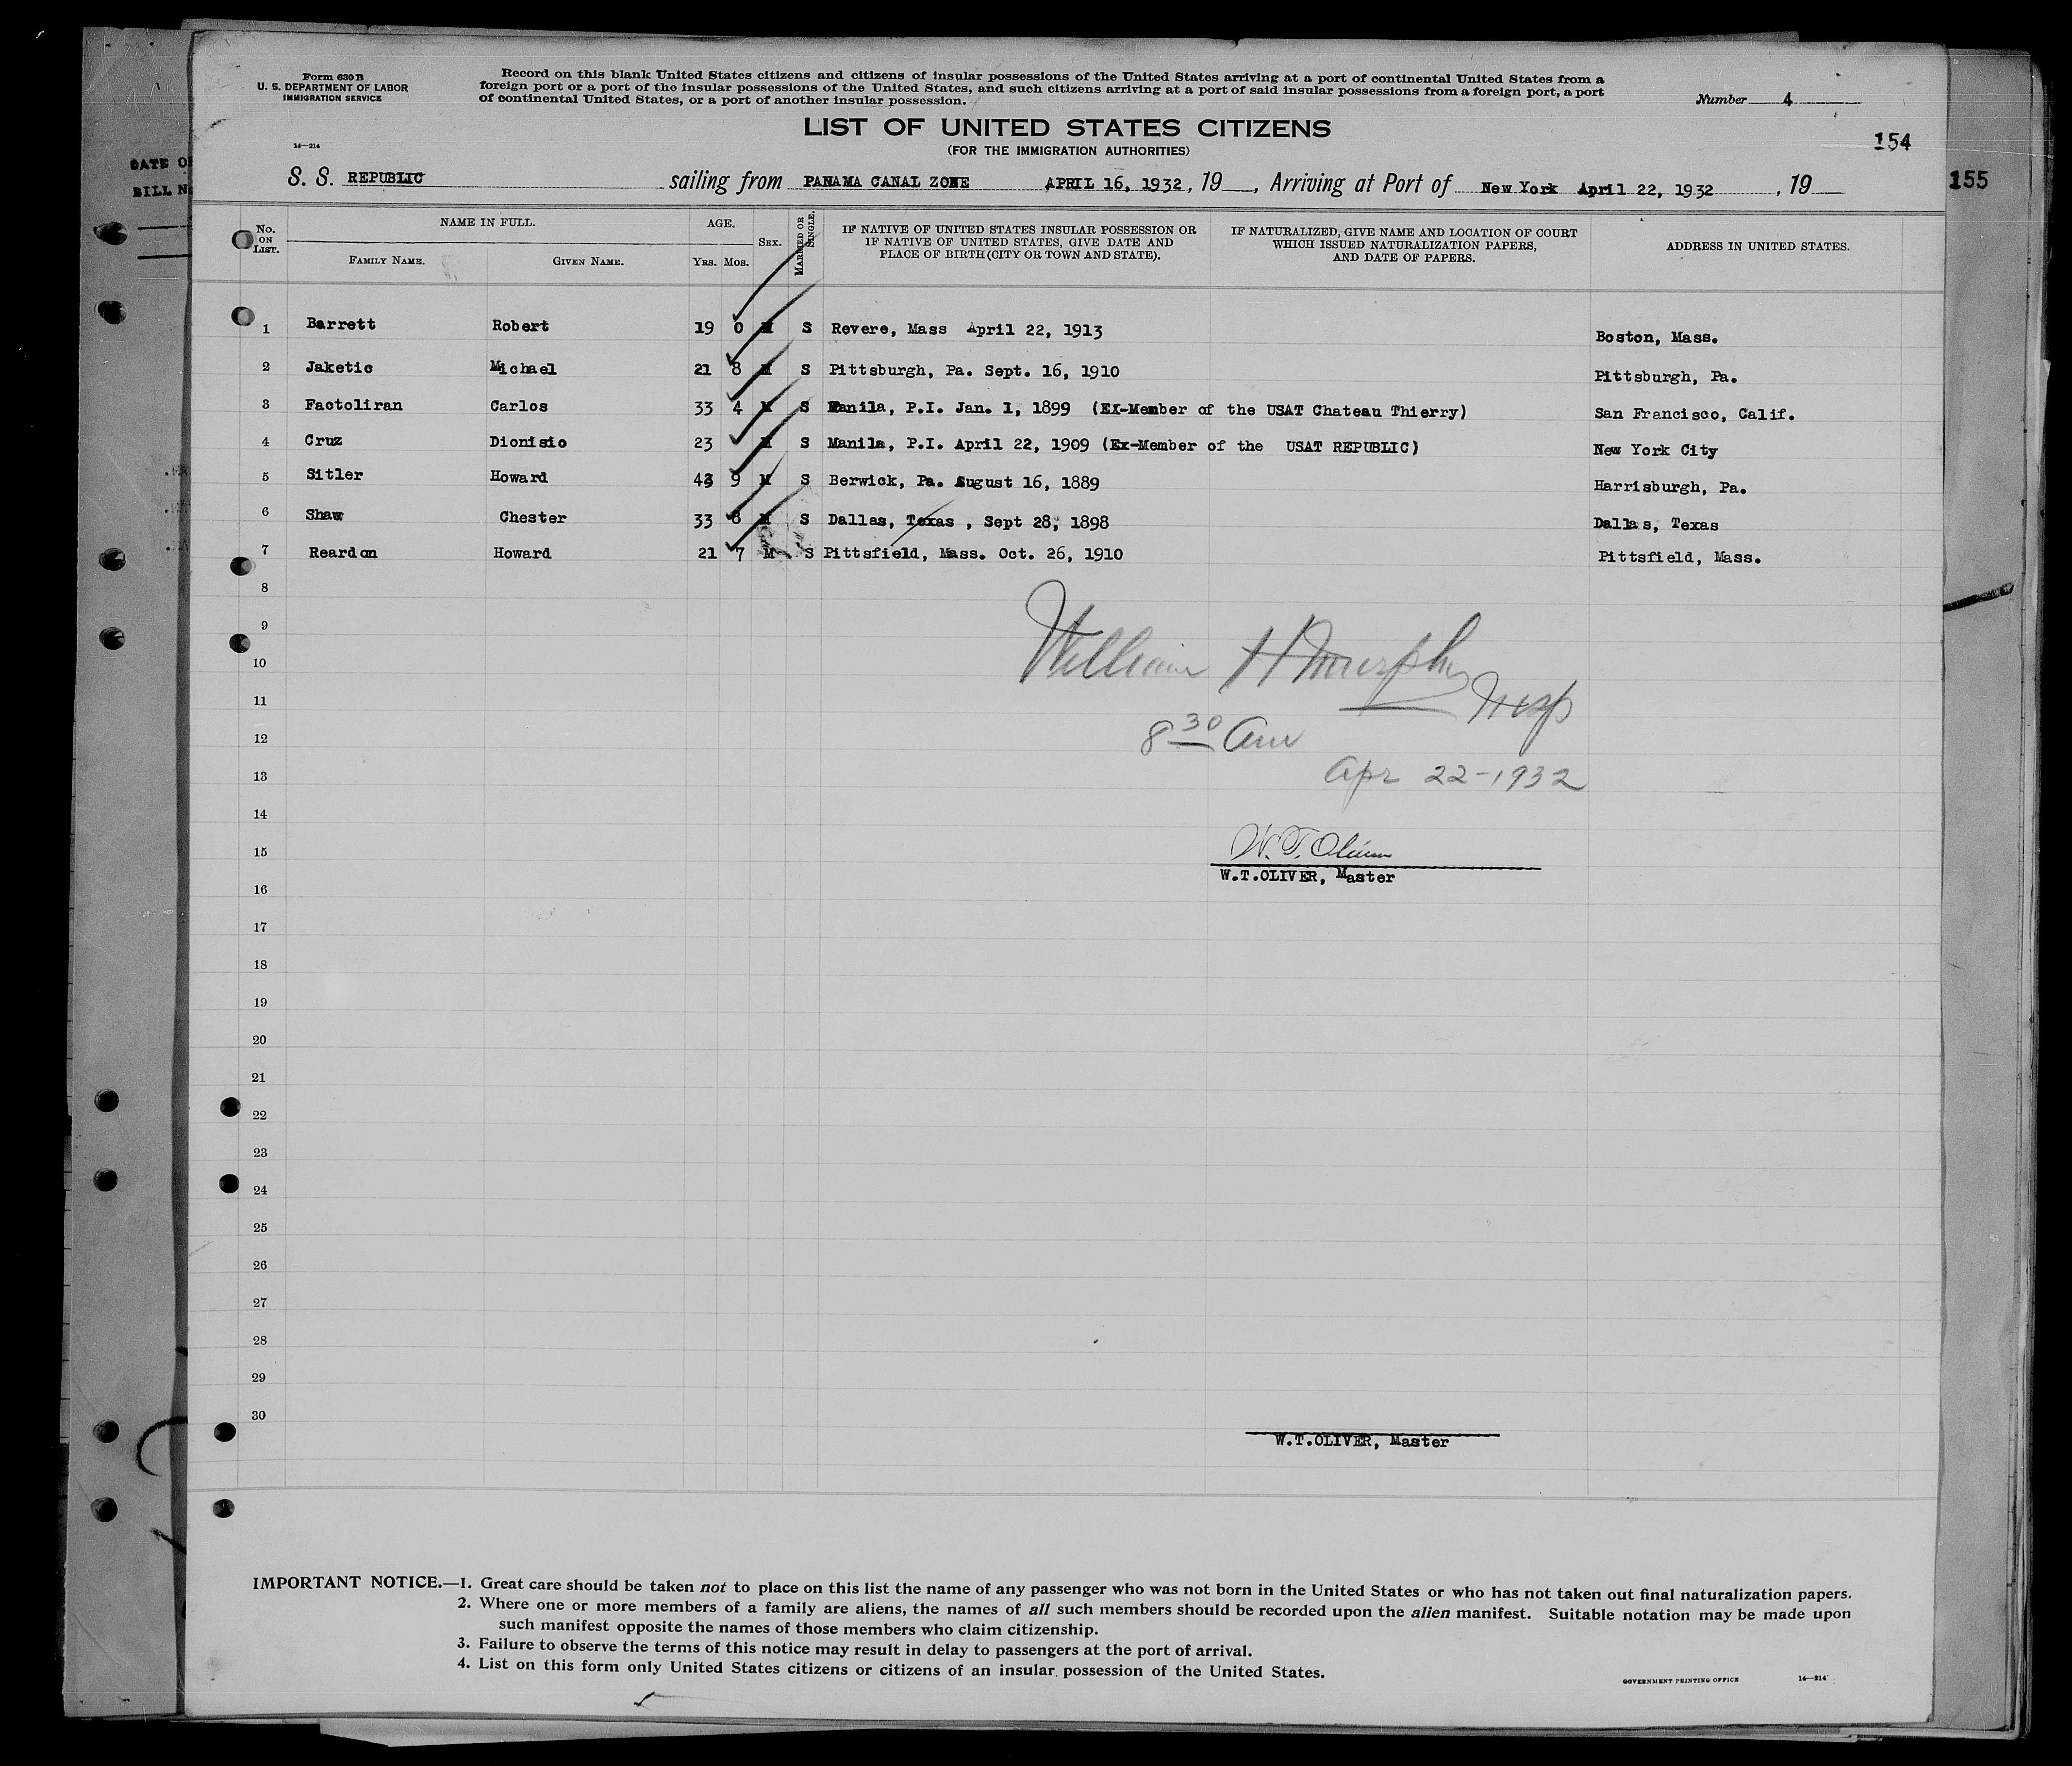 Form 630 B
U. S. DEPARTMENT OF LABOR
IMMIGRATION SERVICE
14—214
Record on this blank United States citizens and citizens of insular possessions of the United States arriving at a port of continental United States from a
foreign port or a port of the insular possessions of the United States, and such citizens arriving at a port of said insular possessions from a foreign port, a port
of continental United States, or a port of another insular possession.
Number 4
LIST OF UNITED STATES CITIZENS
(FOR THE IMMIGRATION AUTHORITIES)
154
155
DATE O
BILL N
S. S. REPUBLIC sailing from PANAMA CANAL ZONE APRIL 16, 1932, 19 , Arriving at Port of New York April 22, 1932 , 19
No. ON LIST.
NAME IN FULL.
FAMILY NAME. GIVEN NAME.
AGE.
YRS. MOS.
SEX.
MARRIED OR SINGLE.
IF NATIVE OF UNITED STATES INSULAR POSSESSION OR
IF NATIVE OF UNITED STATES, GIVE DATE AND
PLACE OF BIRTH (CITY OR TOWN AND STATE).
IF NATURALIZED, GIVE NAME AND LOCATION OF COURT
WHICH ISSUED NATURALIZATION PAPERS,
AND DATE OF PAPERS.
ADDRESS IN UNITED STATES.
1 Barrett Robert 19 0 M S Revere, Mass April 22, 1913 Boston, Mass.
2 Jaketic Michael 21 8 M S Pittsburgh, Pa. Sept. 16, 1910 Pittsburgh, Pa.
3 Factoliran Carlos 33 4 M S Manila, P.I. Jan. 1, 1899 (EX-Member of the USAT Chateau Thierry) San Francisco, Calif.
4 Cruz Dionisio 23 M S Manila, P.I. April 22, 1909 (Ex-Member of the USAT REPUBLIC) New York City
5 Sitler Howard 43 9 M S Berwick, Pa. August 16, 1889 Harrisburgh, Pa.
6 Shaw Chester 33 8 M S Dallas, Texas , Sept 28, 1898 Dallas, Texas
7 Reardon Howard 21 7 M S Pittsfield, Mass. Oct. 26, 1910 Pittsfield, Mass.
8
9
10
William H Murphy
11
Insp
12
8 30 am
13
Apr 22-1932
14
15
W. T. Oliver
W.T.OLIVER, Master
16
17
18
19
20
21
22
23
24
25
26
27
28
29
30
W.T.OLIVER, Master
IMPORTANT NOTICE.—1. Great care should be taken not to place on this list the name of any passenger who was not born in the United States or who has not taken out final naturalization papers.
2. Where one or more members of a family are aliens, the names of all such members should be recorded upon the alien manifest. Suitable notation may be made upon
such manifest opposite the names of those members who claim citizenship.
3. Failure to observe the terms of this notice may result in delay to passengers at the port of arrival.
4. List on this form only United States citizens or citizens of an insular possession of the United States.
GOVERNMENT PRINTING OFFICE 14—214